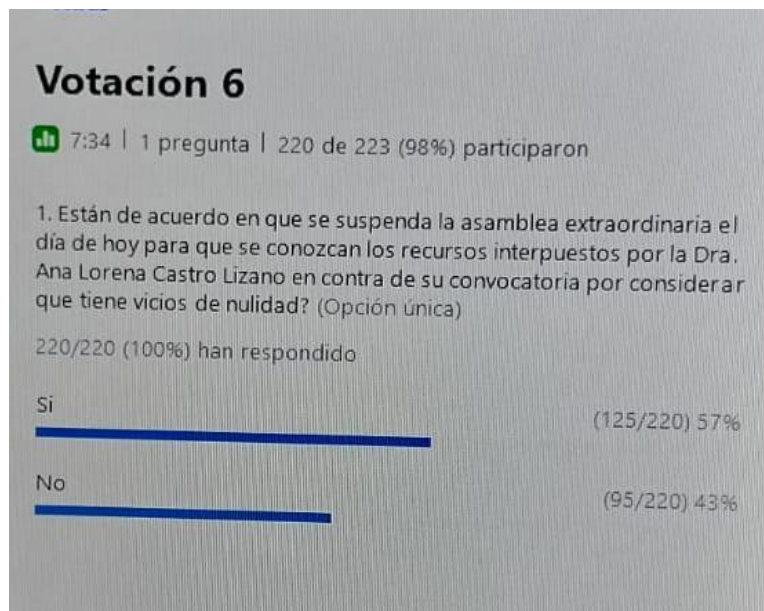 Votación 6
7:34 | 1 pregunta | 220 de 223 (98%) participaron
1. Están de acuerdo en que se suspenda la asamblea extraordinaria el
día de hoy para que se conozcan los recursos interpuestos por la Dra.
Ana Lorena Castro Lizano en contra de su convocatoria por considerar
que tiene vicios de nulidad? (Opción única)
220/220 (100%) han respondido
Si
(125/220) 57%
No
(95/220) 43%